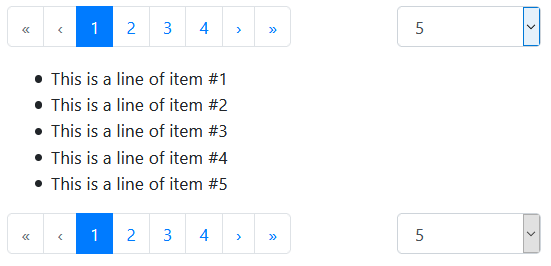 « ‹ 1 2 3 4 › » 5
This is a line of item #1
This is a line of item #2
This is a line of item #3
This is a line of item #4
This is a line of item #5
« ‹ 1 2 3 4 › » 5